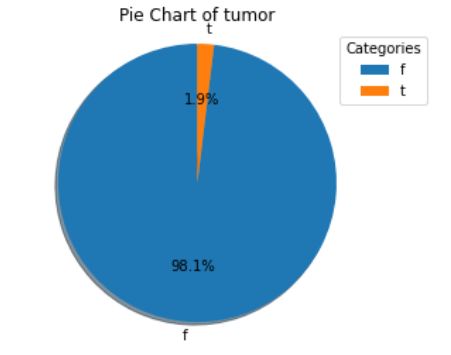 Pie Chart of tumor
t
Categories
f
t
1.9%
98.1%
f